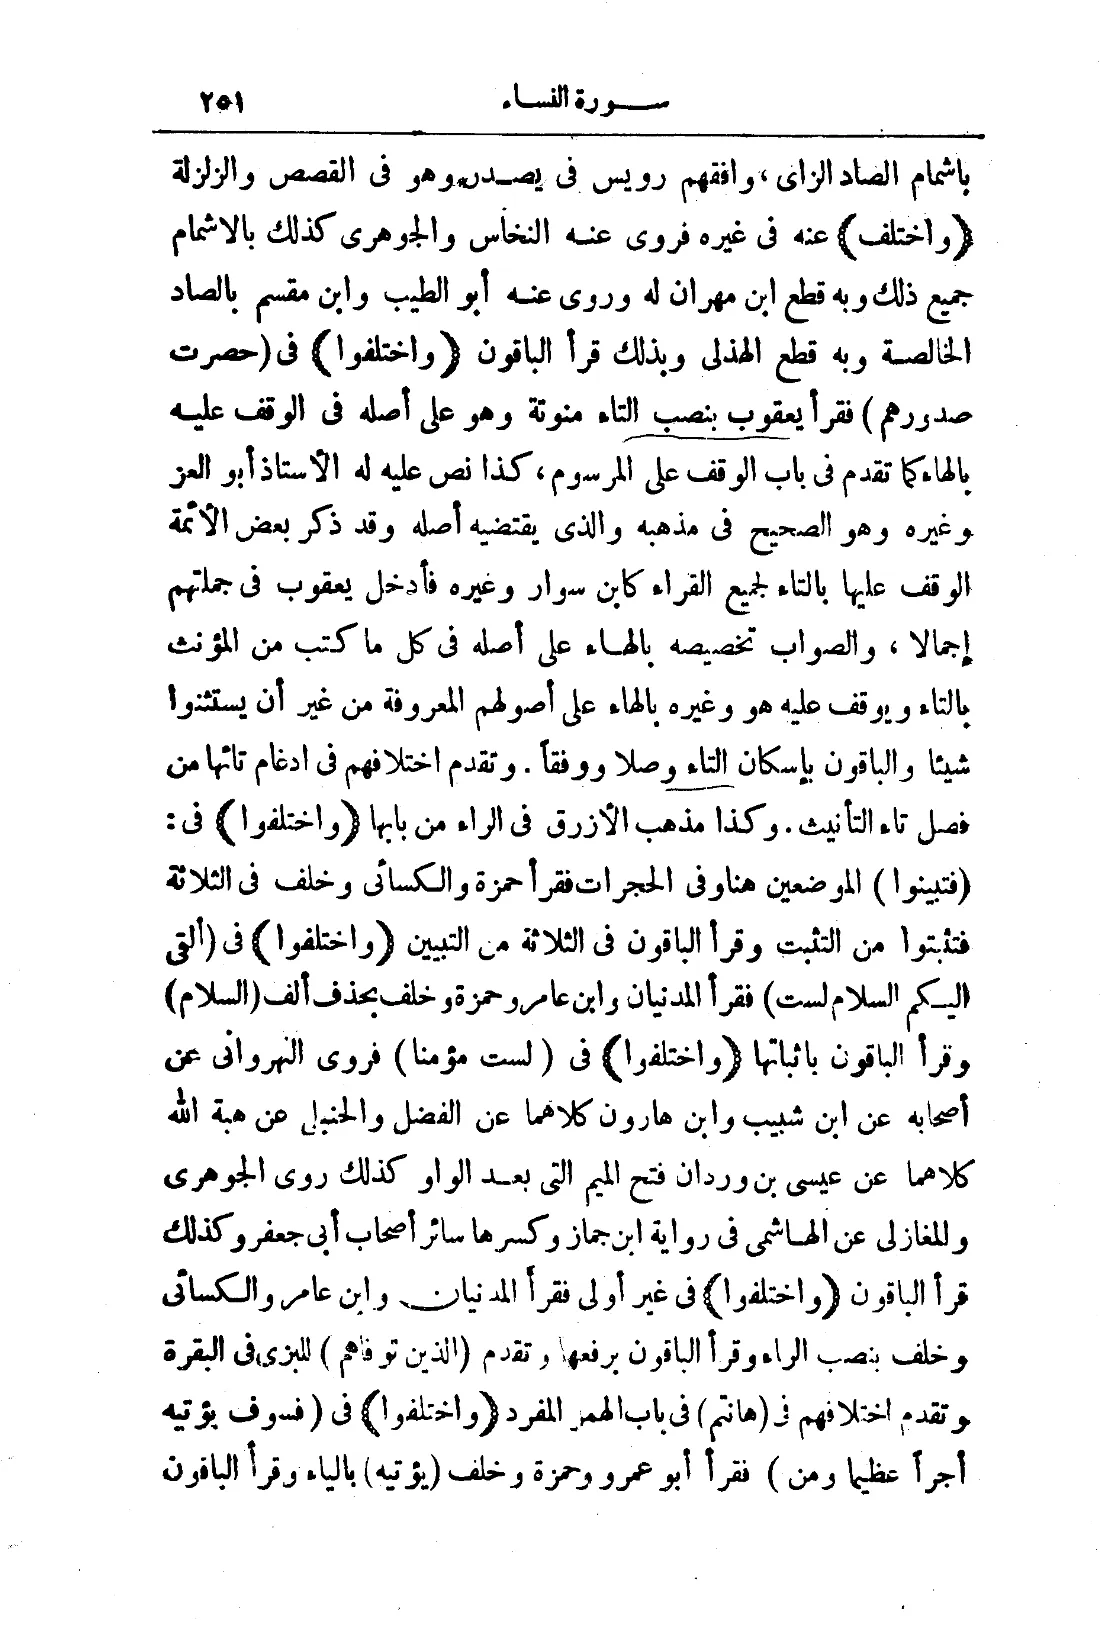 سورة النساء ٢٥١
باشمام الصاد الزاى ، وافقهم رويس فى يصدر وهو فى القصص والزلزلة
(واختلف) عنه فى غيره فروى عنه النخاس والجوهرى كذلك بالاشمام
جميع ذلك وبه قطع ابن مهران له وروى عنه أبو الطيب وابن مقسم بالصاد
الخالصة وبه قطع الهذلى وبذلك قرأ الباقون (واختلفوا) فى (حصرت
صدورهم) فقرأ يعقوب بنصب التاء منونة وهو على أصله فى الوقف عليه
بالهاء كما تقدم فى باب الوقف على المرسوم ، كذا نص عليه له الأستاذ أبو العز
وغيره وهو الصحيح فى مذهبه والذى يقتضيه أصله وقد ذكر بعض الأئمة
الوقف عليها بالتاء لجميع القراء كابن سوار وغيره فأدخل يعقوب فى جملتهم
إجمالا ، والصواب تخصيصه بالهاء على أصله فى كل ما كتب من المؤنث
بالتاء ويوقف عليه هو وغيره بالهاء على أصولهم المعروفة من غير أن يستثنوا
شيئا والباقون بإسكان التاء وصلا ووقفاً . وتقدم اختلافهم فى ادغام تائها من
فصل تاء التأنيث . وكذا مذهب الأزرق فى الراء من بابها (واختلفوا) فى :
(فتبينوا) الموضعين هنا وفى الحجرات فقرأ حمزة والكسائى وخلف فى الثلاثة
فتثبتوا من التثبت وقرأ الباقون فى الثلاثة من التبيين (واختلفوا) فى (ألقى
اليكم السلام لست) فقرأ المدنيان وابن عامر وحمزة وخلف بحذف ألف (السلام)
وقرأ الباقون باثباتها (واختلفوا) فى ( لست مؤمنا ) فروى النهروانى عن
أصحابه عن ابن شبيب وابن هارون كلاهما عن الفضل والحنبلى عن هبة الله
كلاهما عن عيسى بن وردان فتح الميم التى بعد الواو كذلك روى الجوهرى
والمغازلى عن الهاشمى فى رواية ابن جماز وكسرها سائر أصحاب أبى جعفر وكذلك
قرأ الباقون (واختلفوا) فى غير أولى فقرأ المدنيان وابن عامر والكسائى
وخلف بنصب الراء وقرأ الباقون برفعها وتقدم (الذين توفاهم) للبزى فى البقرة
وتقدم اختلافهم فى (هانتم) فى باب الهمز المفرد (واختلفوا) فى ( فسوف يؤتيه
أجراً عظيما ومن ) فقرأ أبو عمرو وحمزة وخلف (يؤتيه) بالياء وقرأ الباقون